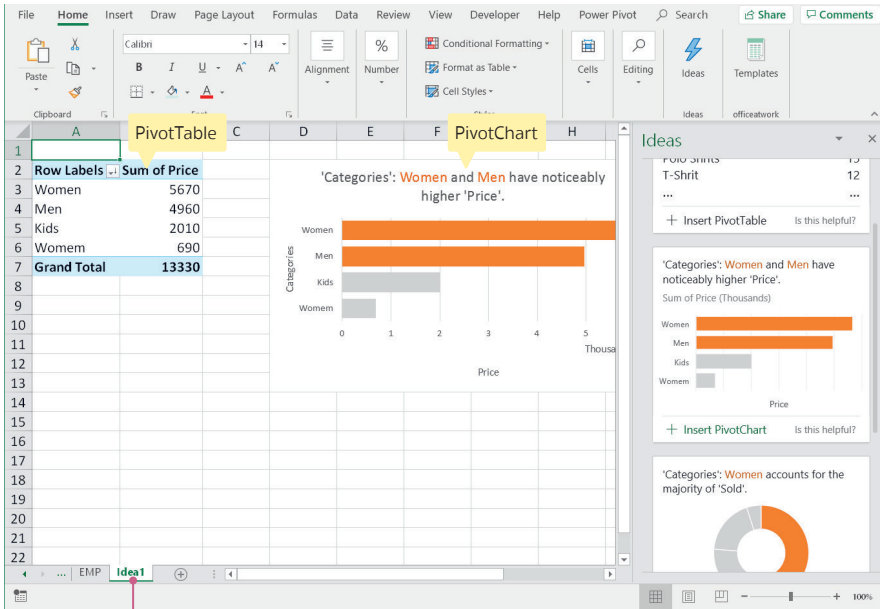 File Home Insert Draw Page Layout Formulas Data Review View Developer Help Power Pivot Search Share Comments
Calibri 14
Paste
B I U A A
A
Alignment
%
Number
Conditional Formatting
Format as Table
Cell Styles
Cells
Editing
Ideas
Templates
Clipboard
Ideas
officeatwork
A C D E F H
PivotTable
PivotChart
1
2 Row Labels Sum of Price
3 Women 5670
4 Men 4960
5 Kids 2010
6 Womem 690
7 Grand Total 13330
8
9
10
11
12
13
14
15
16
17
18
19
20
21
22
'Categories': Women and Men have noticeably
higher 'Price'.
Categories
Women
Men
Kids
Womem
0 1 2 3 4 5
Thousa
Price
Ideas
Polo Shirts 15
T-Shrit 12
... ...
+ Insert PivotTable Is this helpful?
'Categories': Women and Men have
noticeably higher 'Price'.
Sum of Price (Thousands)
Women
Men
Kids
Womem
Price
+ Insert PivotChart Is this helpful?
'Categories': Women accounts for the
majority of 'Sold'.
... EMP Idea1
100%